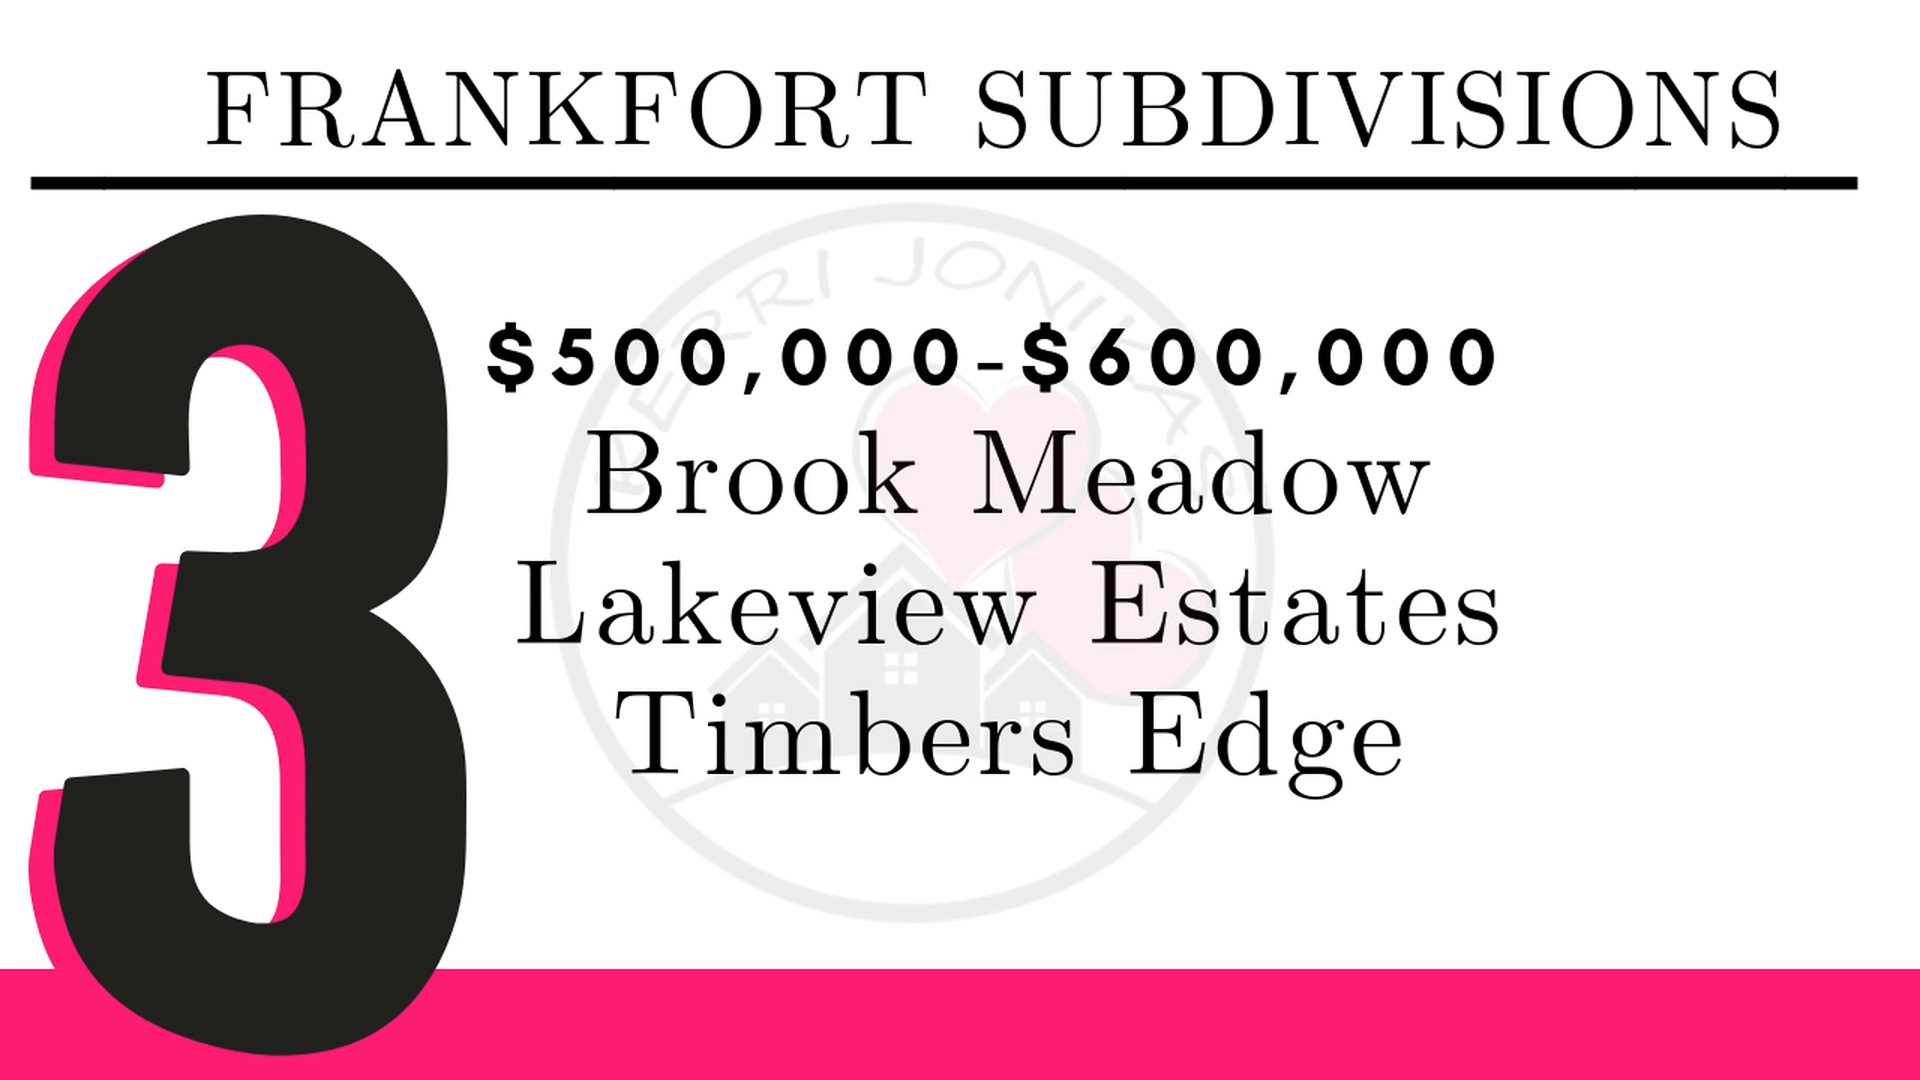 FRANKFORT SUBDIVISIONS
3
$500,000-$600,000
Brook Meadow
Lakeview Estates
Timbers Edge